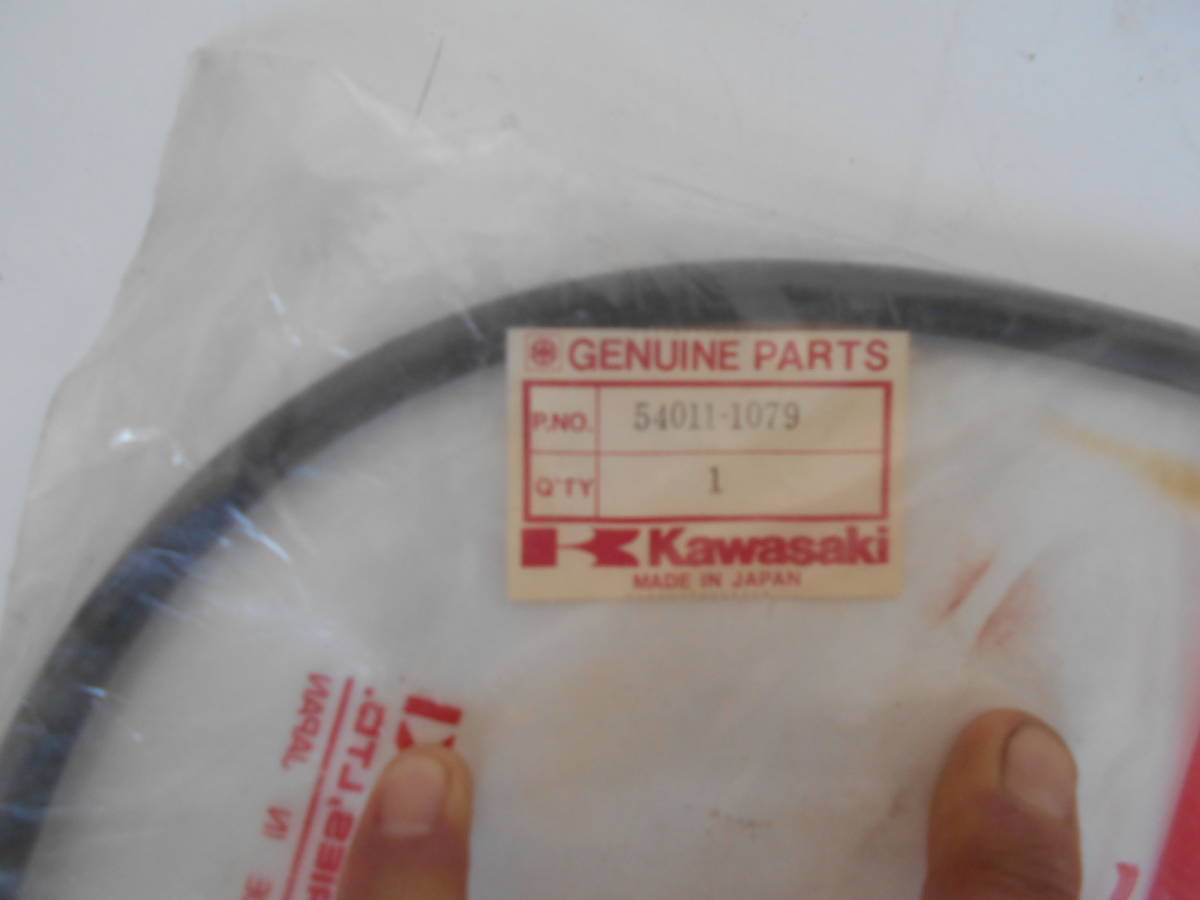 GENUINE PARTS
P.NO. 54011-1079
Q'TY 1
Kawasaki
MADE IN JAPAN